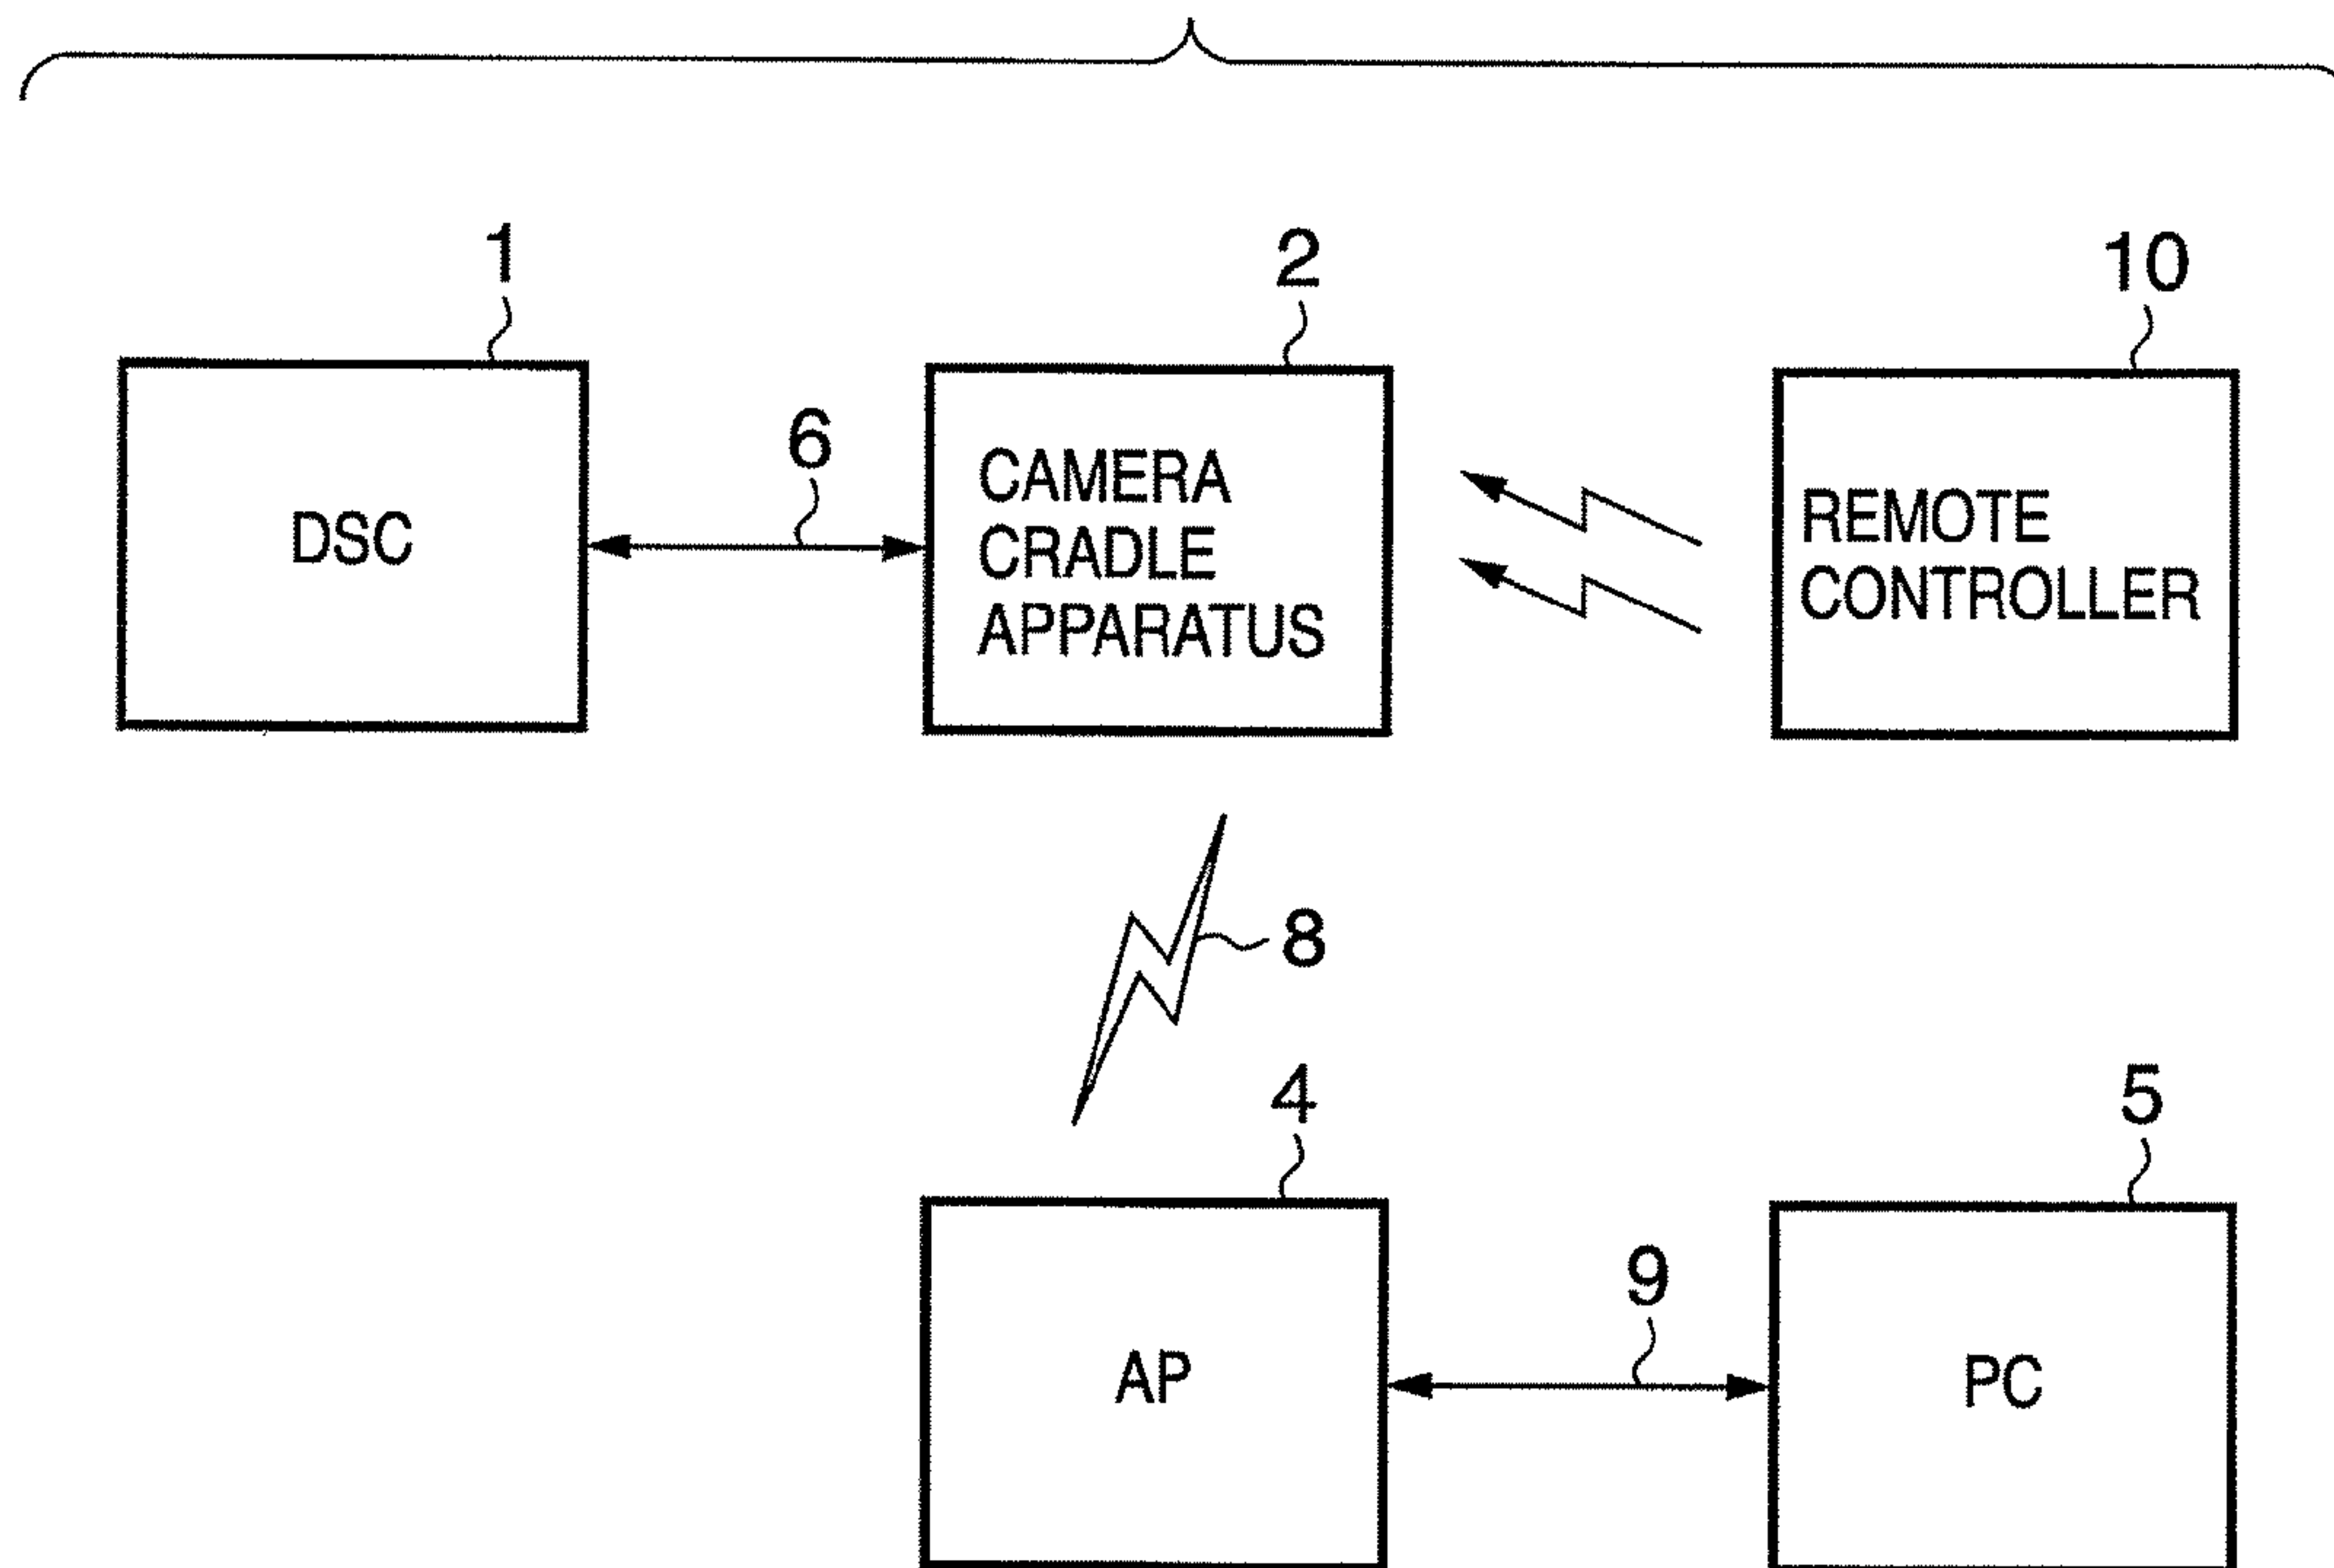 1
2
10
6
DSC
CAMERA
CRADLE
APPARATUS
REMOTE
CONTROLLER
8
4
5
9
AP
PC